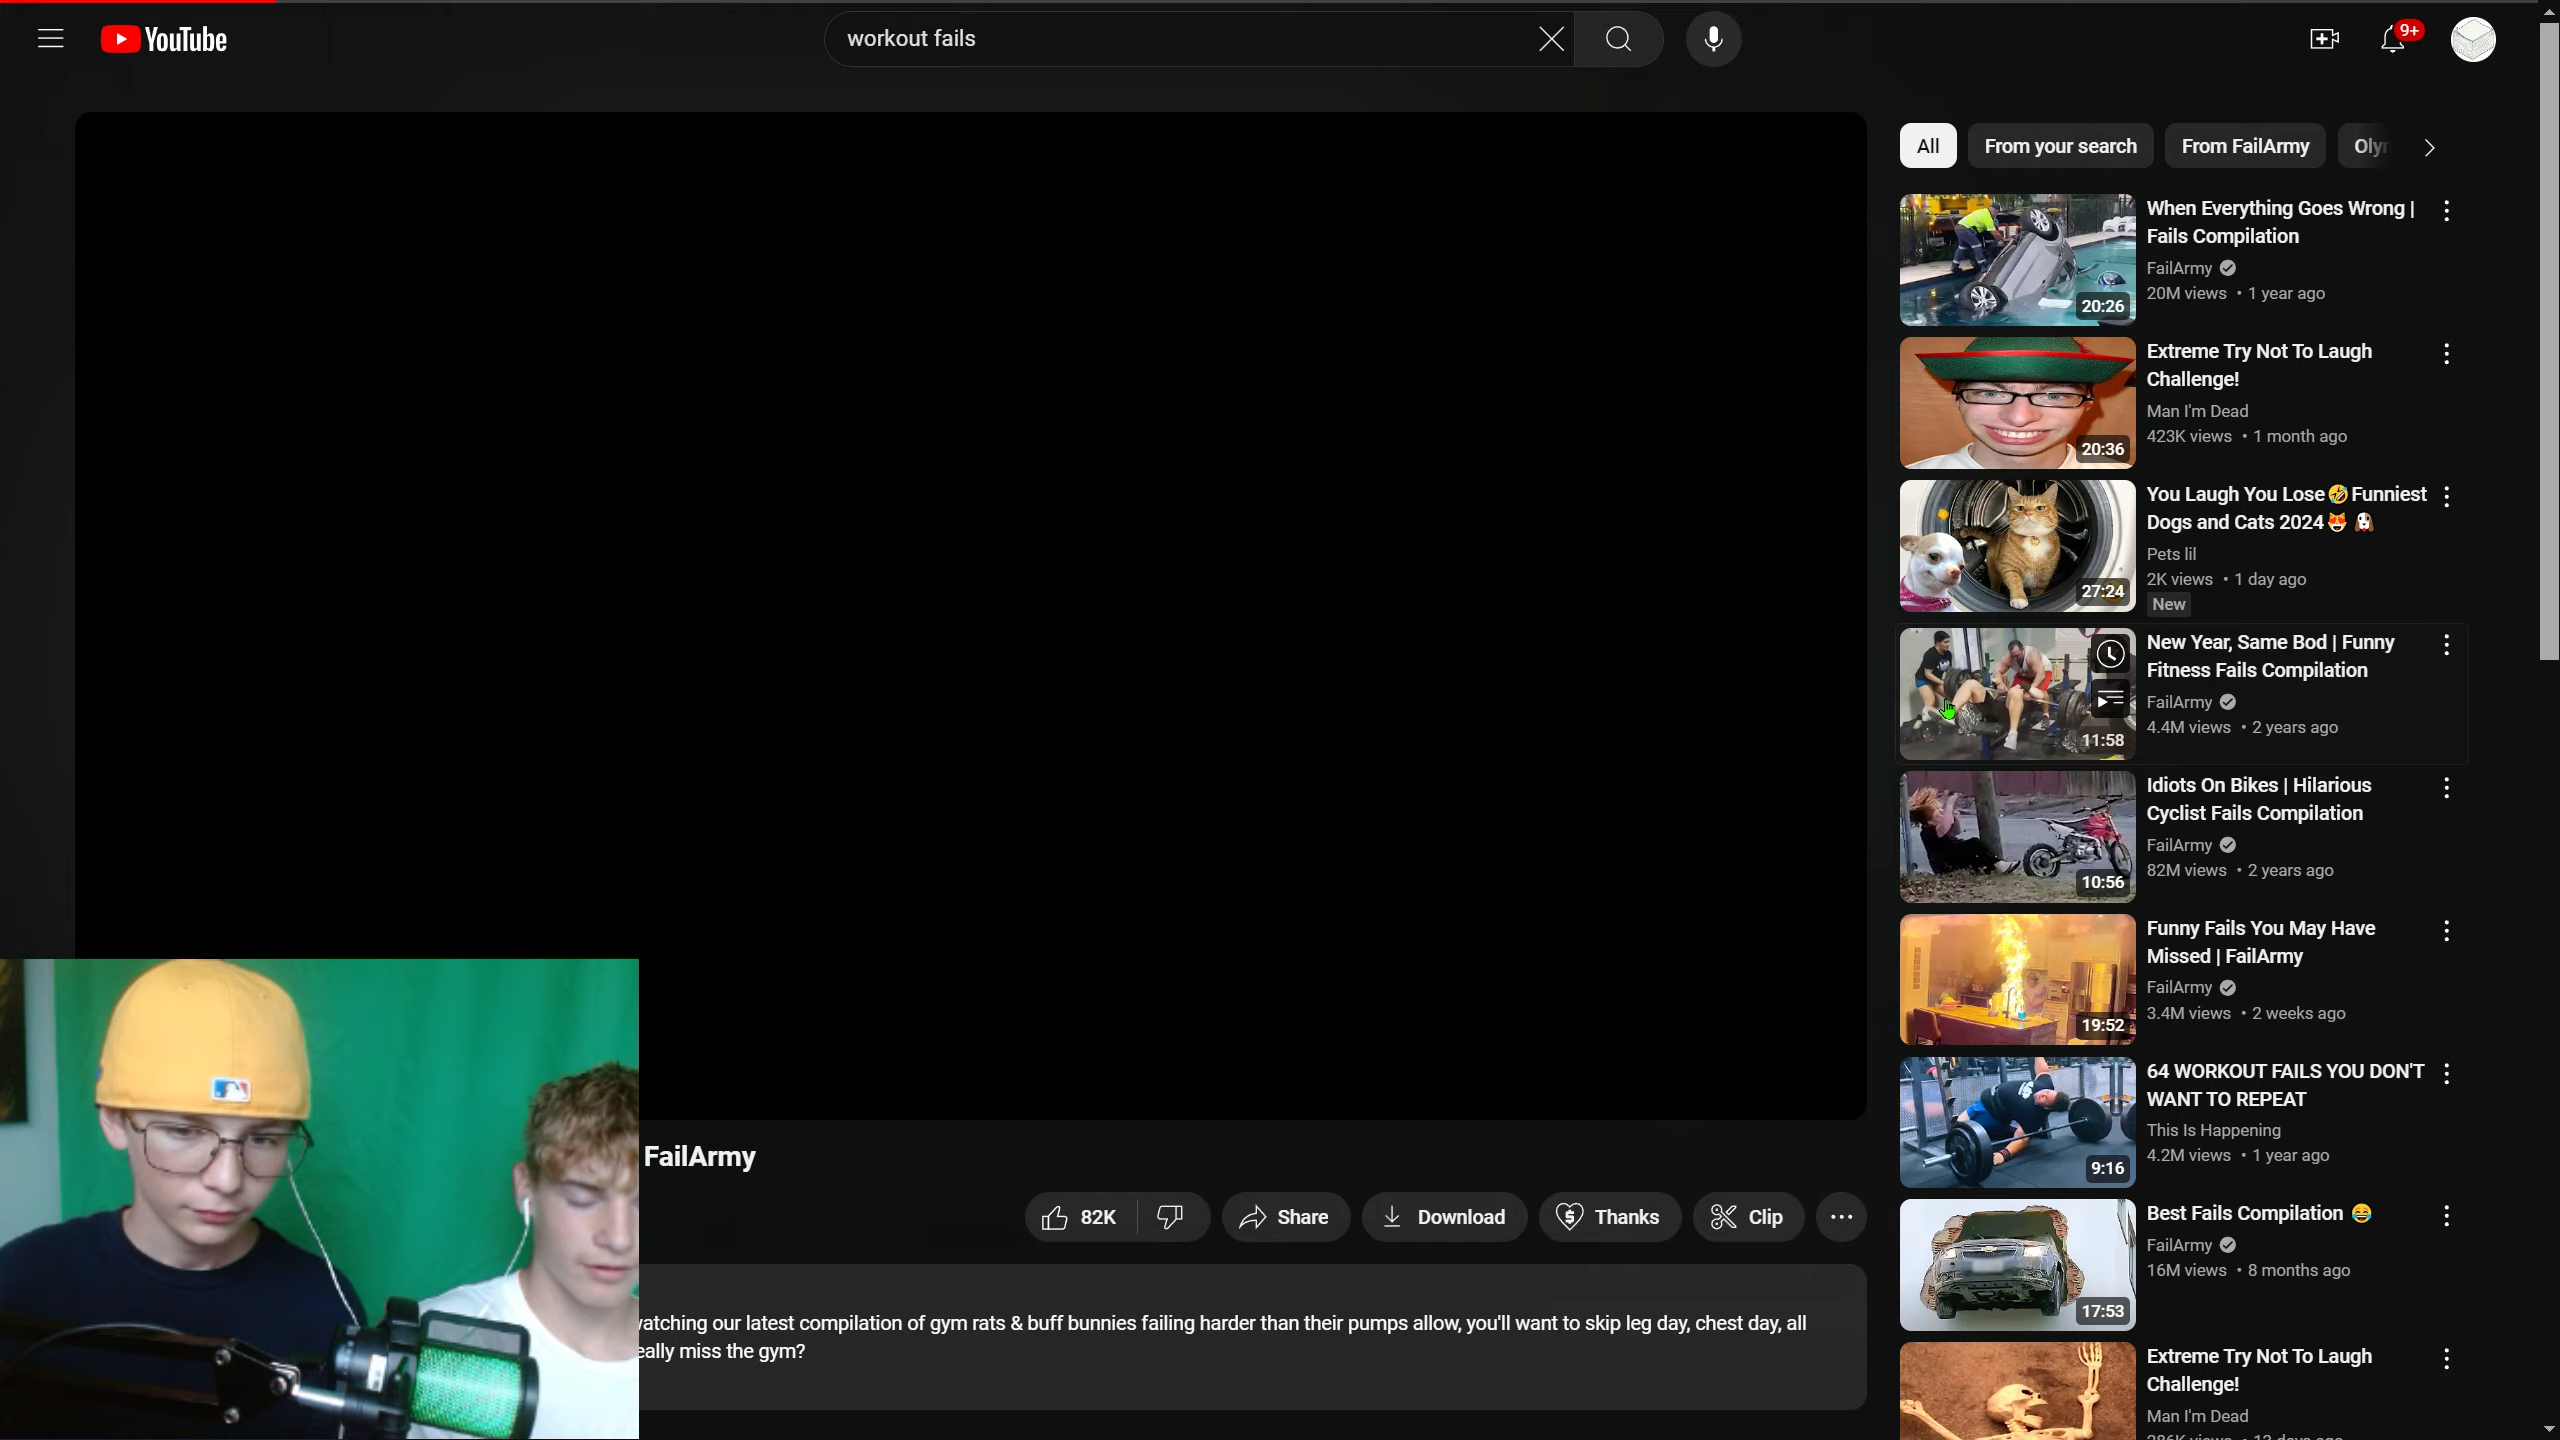 YouTube
workout fails
9+
All
From your search
From FailArmy
When Everything Goes Wrong |
Fails Compilation
FailArmy
20M views • 1 year ago
20:26
Extreme Try Not To Laugh
Challenge!
Man I'm Dead
423K views • 1 month ago
20:36
You Laugh You Lose🤣Funniest
Dogs and Cats 2024😻 🐶
Pets lil
2K views • 1 day ago
New
27:24
New Year, Same Bod | Funny
Fitness Fails Compilation
FailArmy
4.4M views • 2 years ago
11:58
Idiots On Bikes | Hilarious
Cyclist Fails Compilation
FailArmy
82M views • 2 years ago
10:56
Funny Fails You May Have
Missed | FailArmy
FailArmy
3.4M views • 2 weeks ago
19:52
64 WORKOUT FAILS YOU DON'T
WANT TO REPEAT
This Is Happening
4.2M views • 1 year ago
9:16
Best Fails Compilation 😂
FailArmy
16M views • 8 months ago
17:53
Extreme Try Not To Laugh
Challenge!
Man I'm Dead
FailArmy
82K
Share
Download
Thanks
Clip
watching our latest compilation of gym rats & buff bunnies failing harder than their pumps allow, you'll want to skip leg day, chest day, all
really miss the gym?